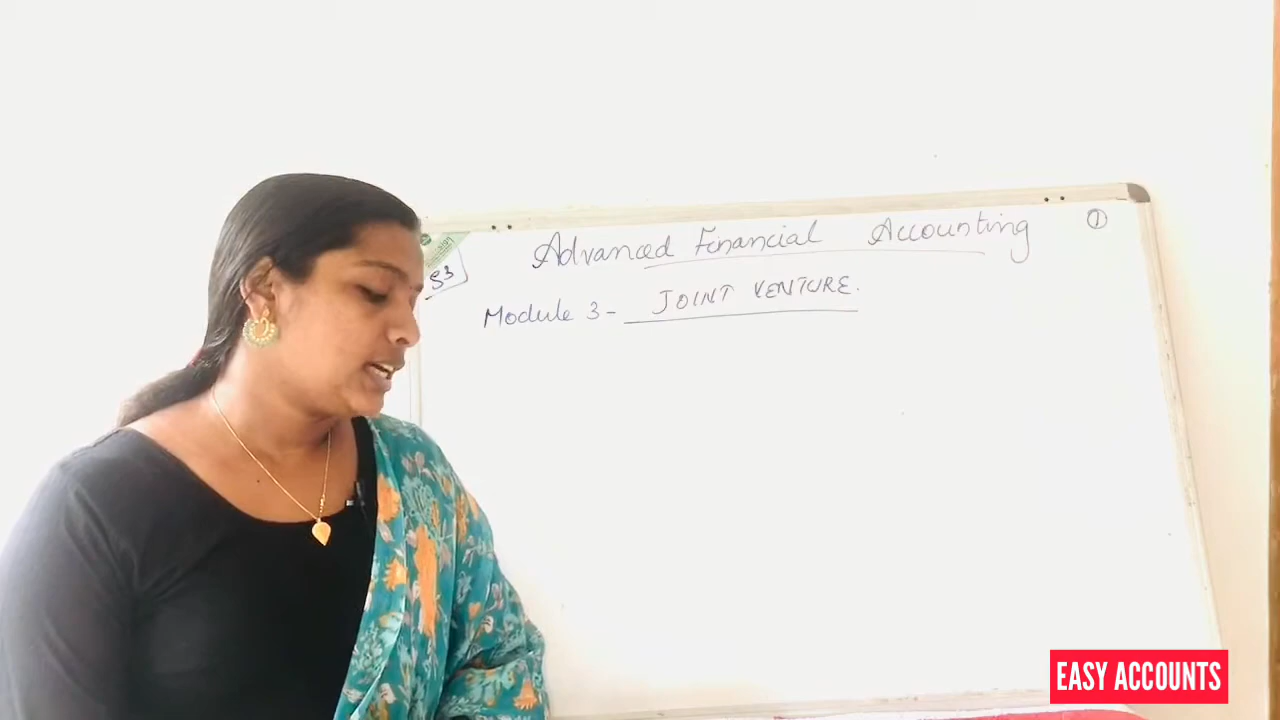 Advanced Financial Accounting
①
S3
Module 3 - JOINT VENTURE.
EASY ACCOUNTS